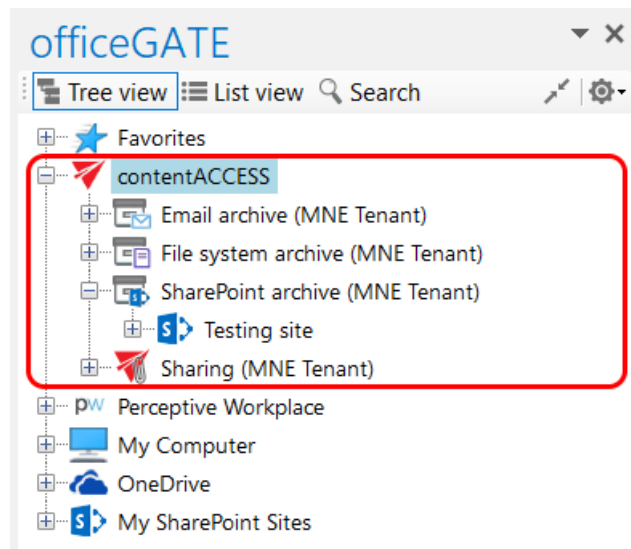 officeGATE
Tree view List view Search
Favorites
contentACCESS
Email archive (MNE Tenant)
File system archive (MNE Tenant)
SharePoint archive (MNE Tenant)
Testing site
Sharing (MNE Tenant)
pw Perceptive Workplace
My Computer
OneDrive
My SharePoint Sites